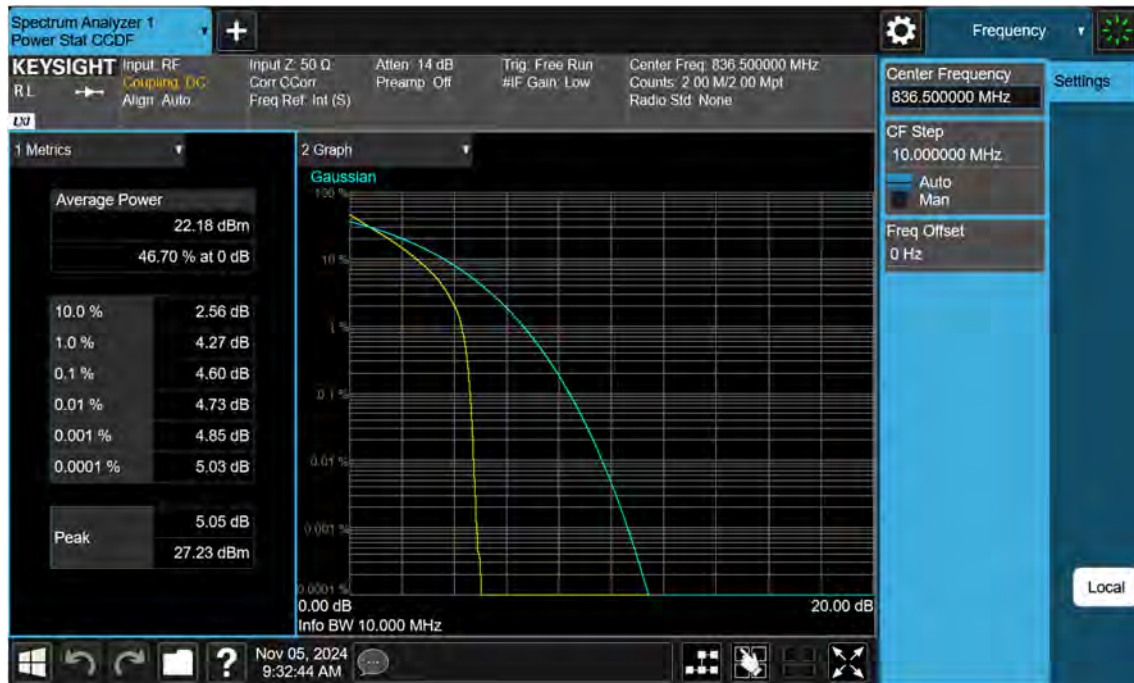 Spectrum Analyzer 1
Power Stat CCDF
+
Frequency
KEYSIGHT
RL
LXI
Input: RF
Coupling: DC
Align: Auto
Input Z: 50 Ω
Corr CCorr
Freq Ref: Int (S)
Atten: 14 dB
Preamp: Off
Trig: Free Run
#IF Gain: Low
Center Freq: 836.500000 MHz
Counts: 2.00 M/2.00 Mpt
Radio Std: None
Center Frequency
836.500000 MHz
Settings
CF Step
10.000000 MHz
Auto
Man
Freq Offset
0 Hz
1 Metrics
Average Power
22.18 dBm
46.70 % at 0 dB
10.0 % 2.56 dB
1.0 % 4.27 dB
0.1 % 4.60 dB
0.01 % 4.73 dB
0.001 % 4.85 dB
0.0001 % 5.03 dB
Peak
5.05 dB
27.23 dBm
2 Graph
Gaussian
100 %
10 %
1 %
0.1 %
0.01 %
0.001 %
0.0001 %
0.00 dB 20.00 dB
Info BW 10.000 MHz
Local
?
Nov 05, 2024
9:32:44 AM